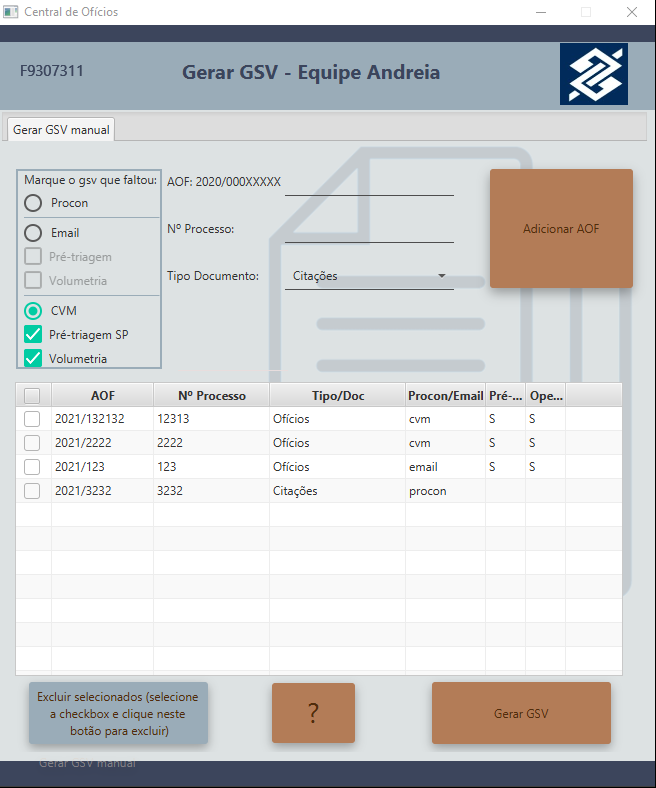 Central de Ofícios
F9307311
Gerar GSV - Equipe Andreia
Gerar GSV manual
Marque o gsv que faltou:
Procon
Email
Pré-triagem
Volumetria
CVM
Pré-triagem SP
Volumetria
AOF: 2020/000XXXXX
Nº Processo:
Tipo Documento: Citações
Adicionar AOF
AOF Nº Processo Tipo/Doc Procon/Email Pré-... Ope...
2021/132132 12313 Ofícios cvm S S
2021/2222 2222 Ofícios cvm S S
2021/123 123 Ofícios email S S
2021/3232 3232 Citações procon
Excluir selecionados (selecione
a checkbox e clique neste
botão para excluir)
?
Gerar GSV
Gerar GSV manual